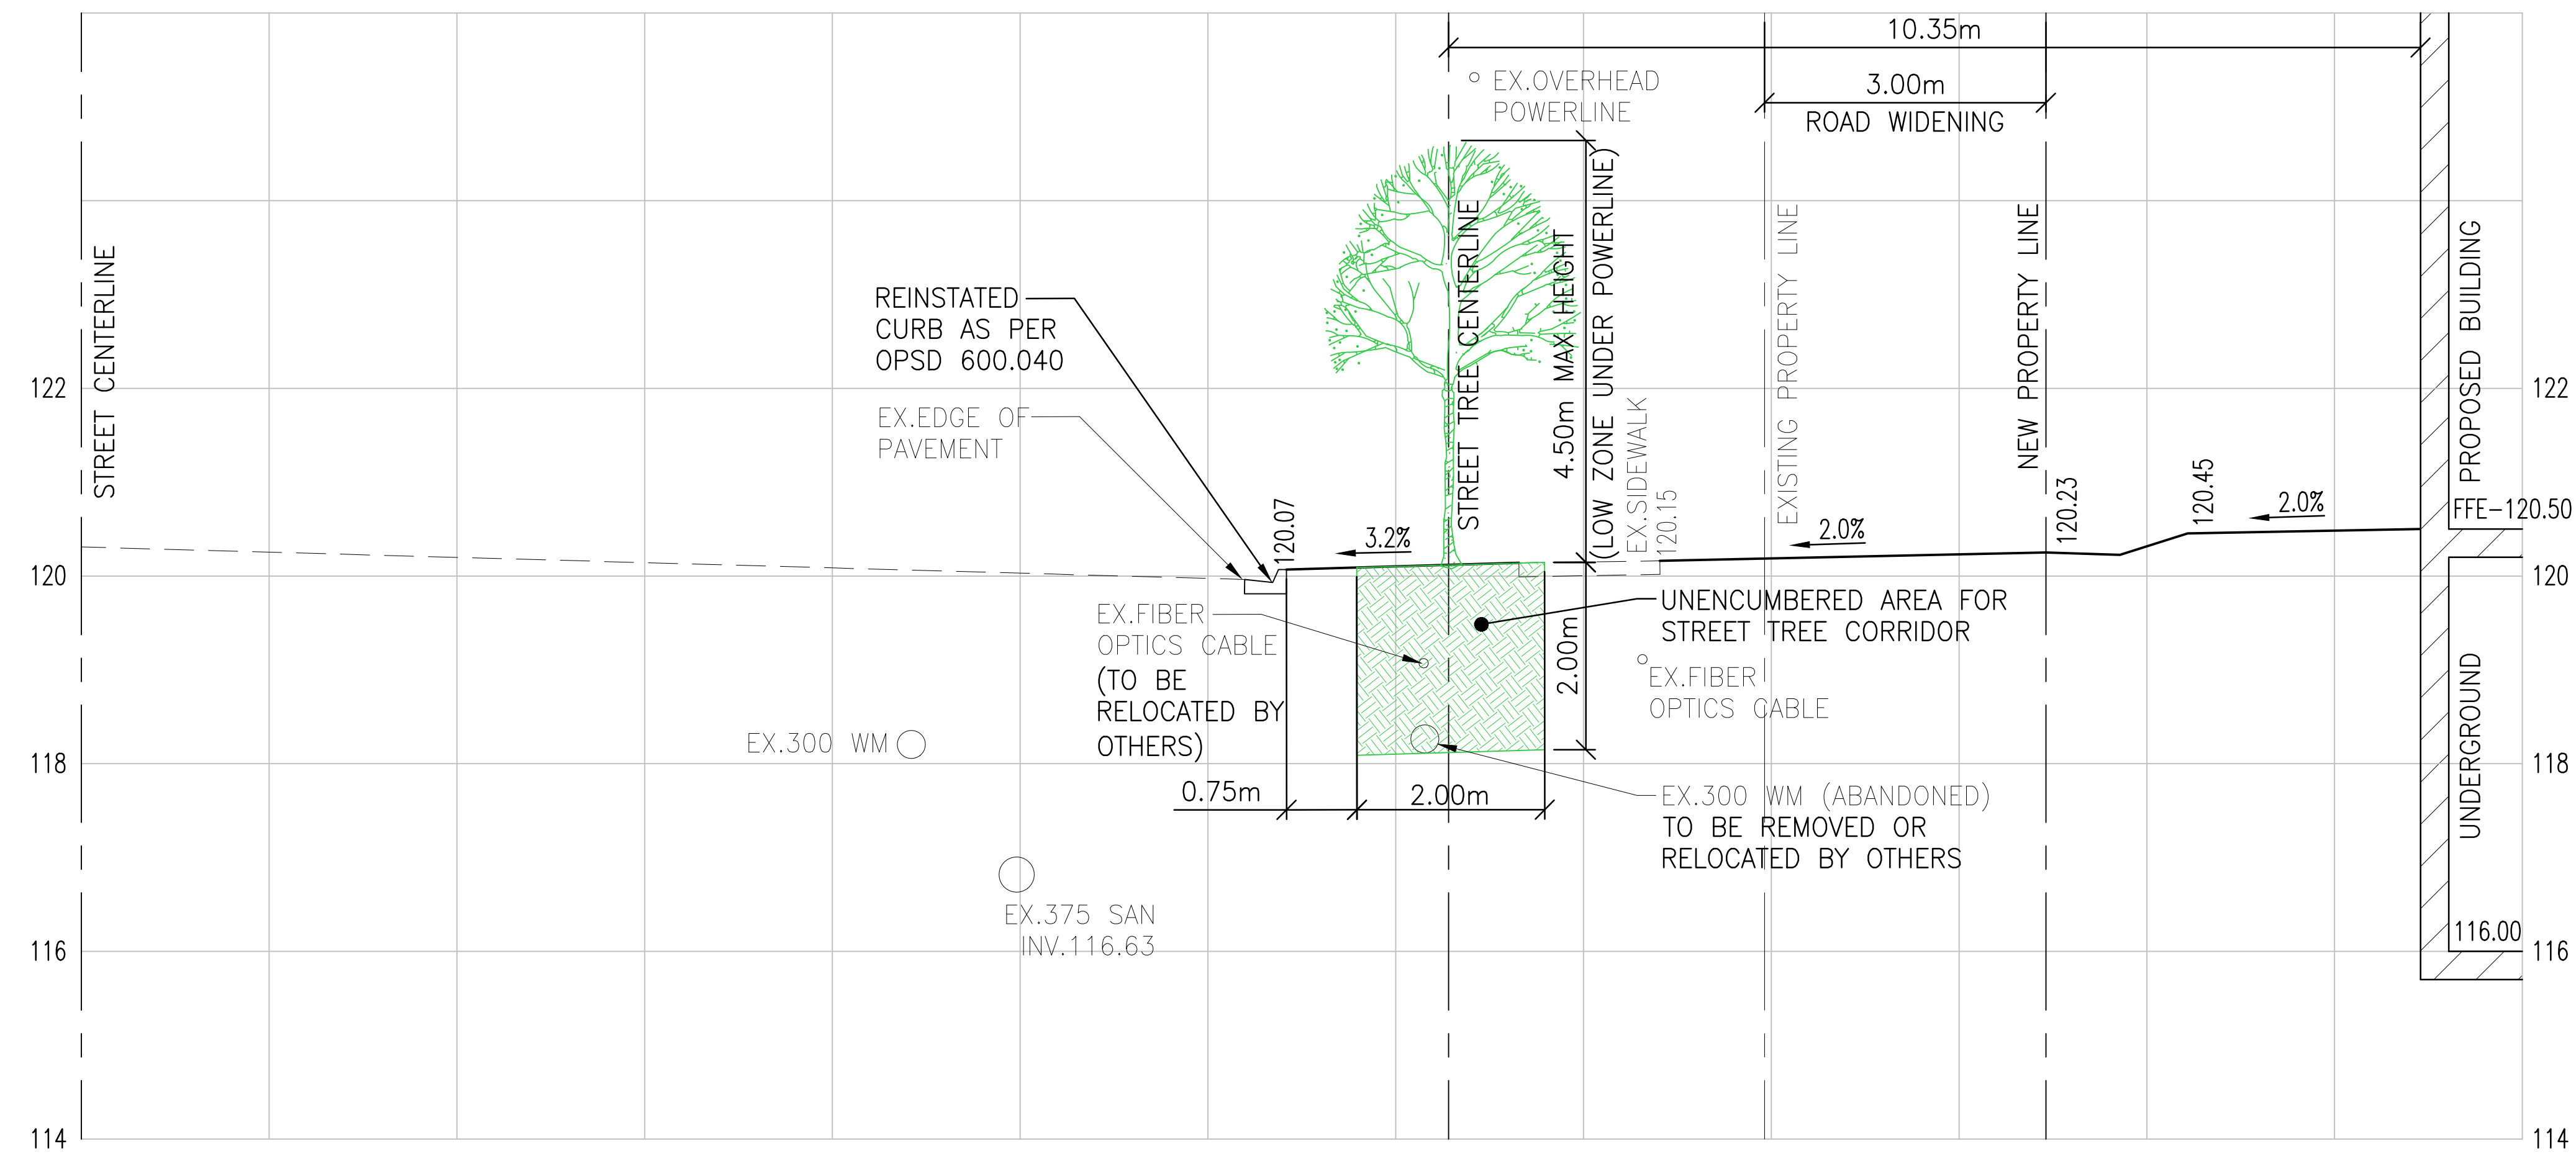 10.35m
EX.OVERHEAD
POWERLINE
3.00m
ROAD WIDENING
STREET CENTERLINE
REINSTATED
CURB AS PER
OPSD 600.040
EX.EDGE OF
PAVEMENT
STREET TREE CENTERLINE
4.50m MAX HEIGHT
(LOW ZONE UNDER POWERLINE)
EX.SIDEWALK
120.15
EXISTING PROPERTY LINE
NEW PROPERTY LINE
PROPOSED BUILDING
122
122
120.07
3.2%
2.0%
120.23
120.45
2.0%
FFE-120.50
120
120
EX.FIBER
OPTICS CABLE
(TO BE
RELOCATED BY
OTHERS)
UNENCUMBERED AREA FOR
STREET TREE CORRIDOR
2.00m
EX.FIBER
OPTICS CABLE
UNDERGROUND
EX.300 WM
118
118
0.75m
2.00m
EX.300 WM (ABANDONED)
TO BE REMOVED OR
RELOCATED BY OTHERS
EX.375 SAN
INV.116.63
116.00
116
116
114
114